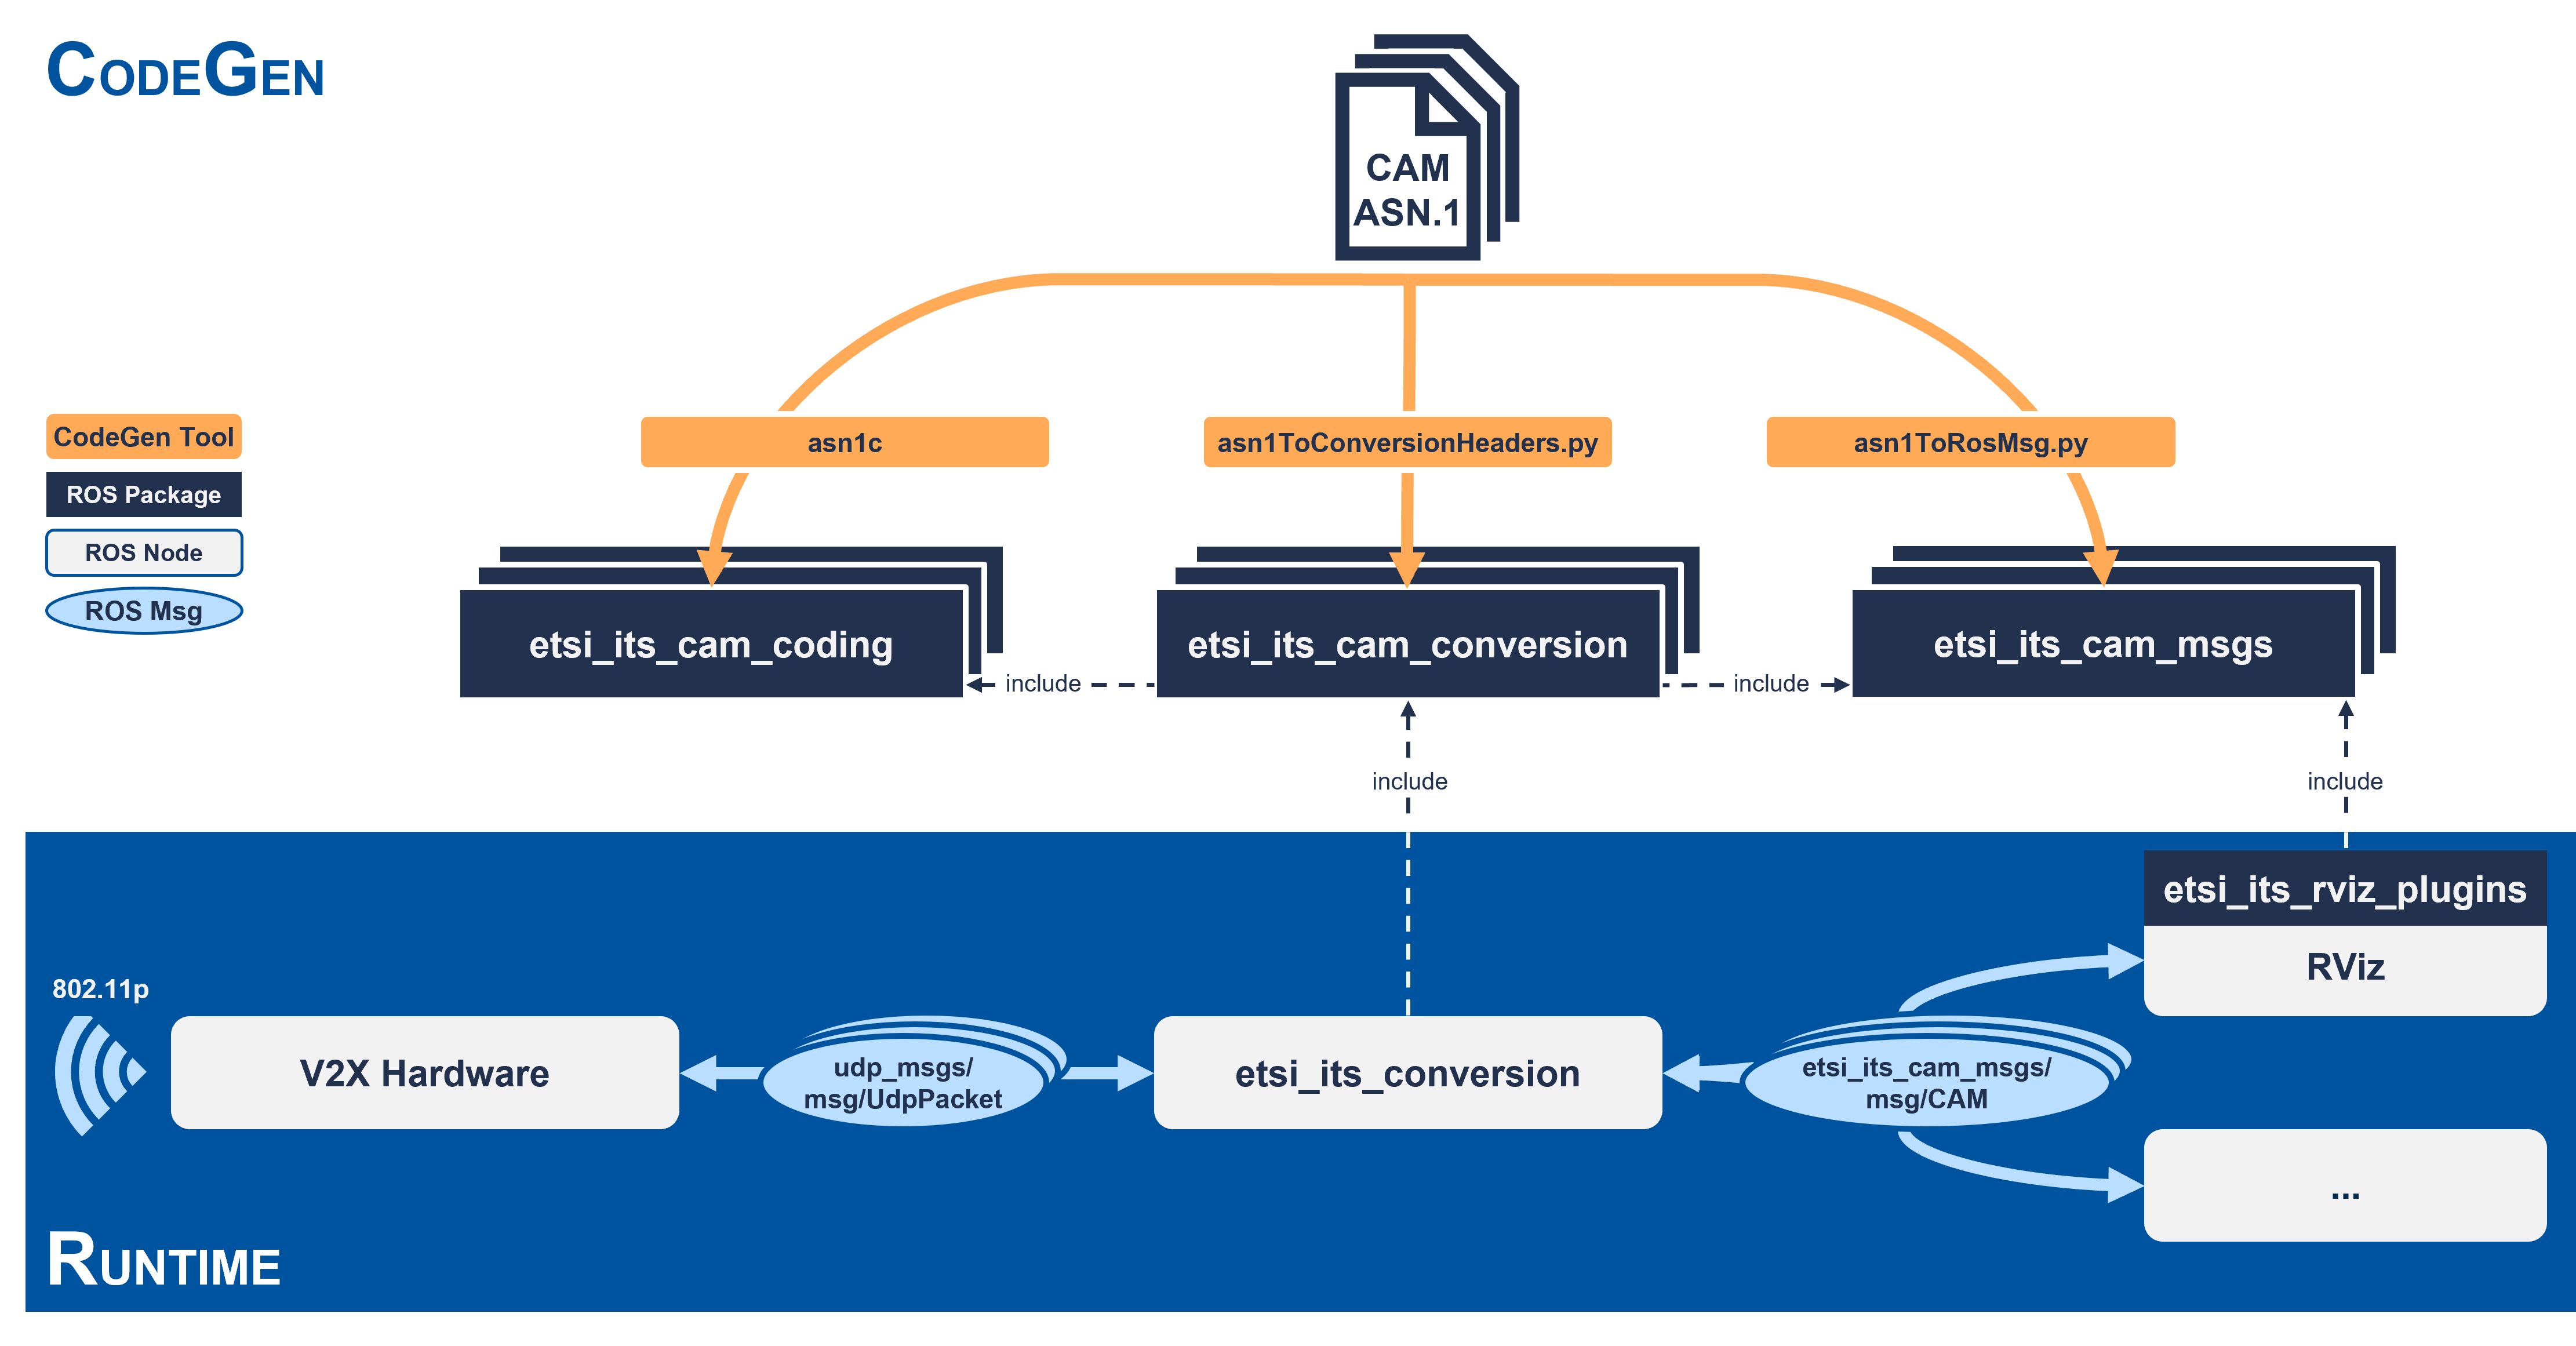 CODEGEN
CAM
ASN.1
CodeGen Tool
ROS Package
ROS Node
ROS Msg
asn1c
asn1ToConversionHeaders.py
asn1ToRosMsg.py
etsi_its_cam_coding
etsi_its_cam_conversion
etsi_its_cam_msgs
include
include
include
include
etsi_its_rviz_plugins
RViz
802.11p
V2X Hardware
udp_msgs/
msg/UdpPacket
etsi_its_conversion
etsi_its_cam_msgs/
msg/CAM
...
RUNTIME